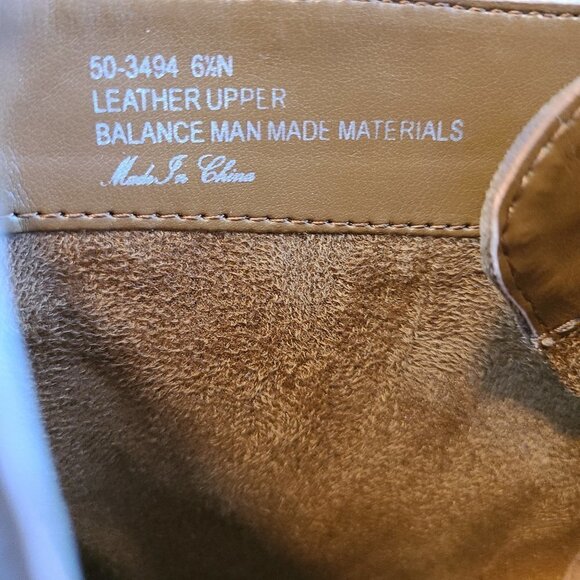 50-3494 6½N
LEATHER UPPER
BALANCE MAN MADE MATERIALS
Made In China